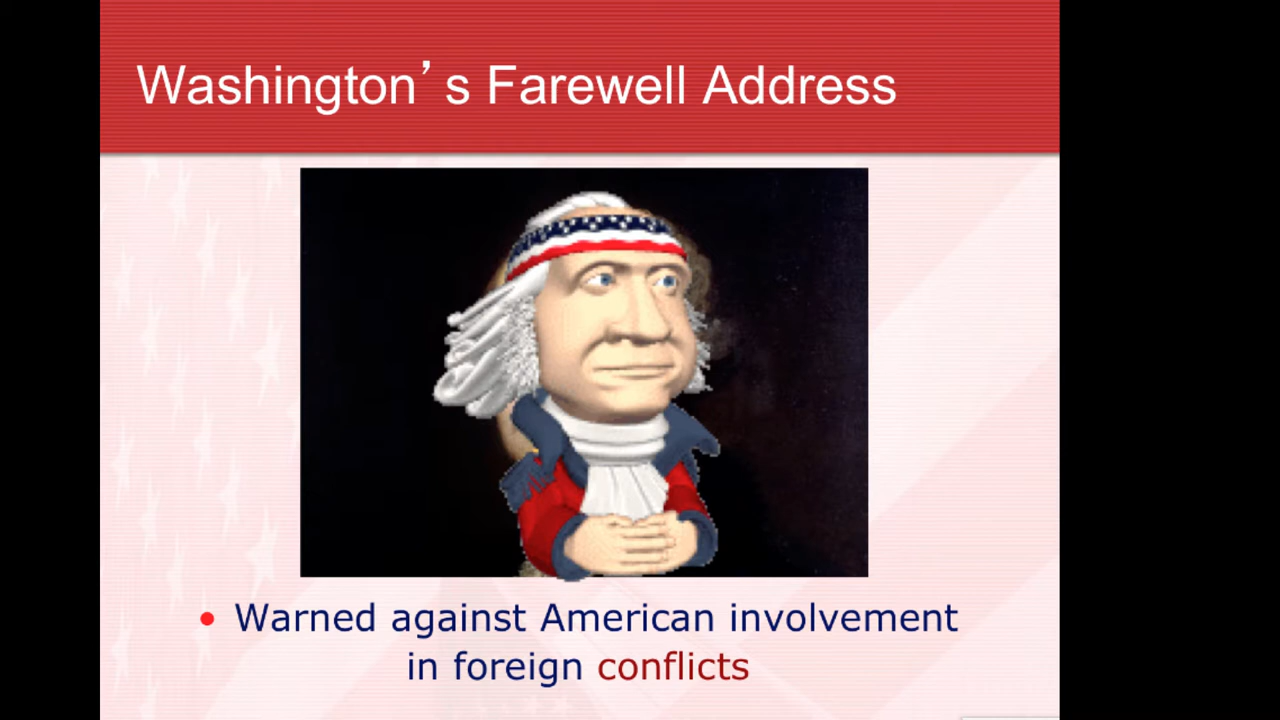 Washington’s Farewell Address
• Warned against American involvement
in foreign conflicts